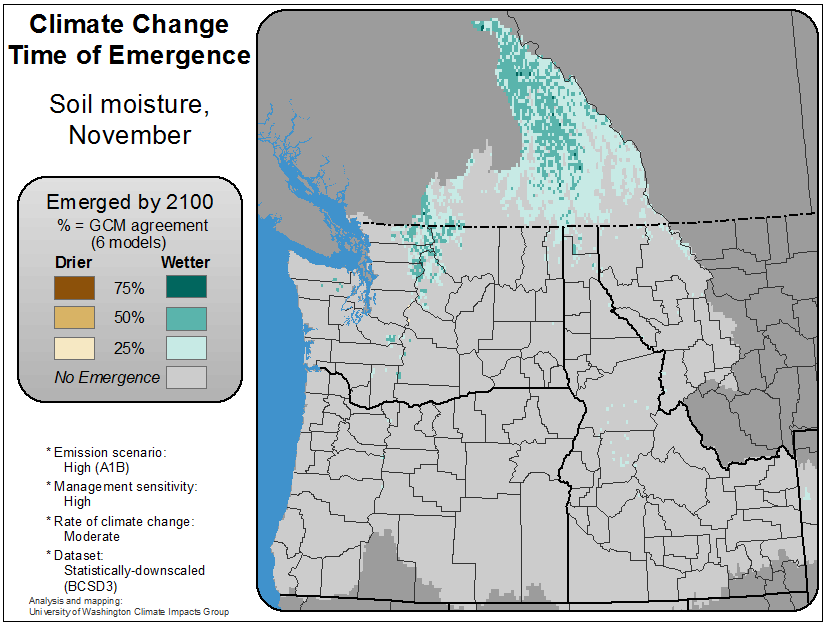 Climate Change
Time of Emergence
Soil moisture,
November
Emerged by 2100
% = GCM agreement
(6 models)
Drier Wetter
75%
50%
25%
No Emergence
* Emission scenario:
High (A1B)
* Management sensitivity:
High
* Rate of climate change:
Moderate
* Dataset:
Statistically-downscaled
(BCSD3)
Analysis and mapping:
University of Washington Climate Impacts Group